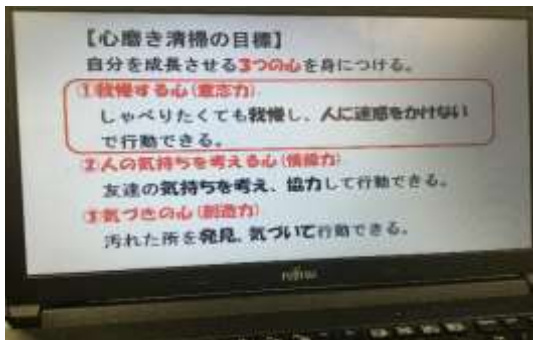 【心磨き清掃の目標】
自分を成長させる3つの心を身につける。
①我慢する心(意志力)
しゃべりたくても我慢し、人に迷惑をかけない
で行動できる。
②人の気持ちを考える心(情操力)
友達の気持ちを考え、協力して行動できる。
③気づきの心(創造力)
汚れた所を発見、気づいて行動できる。
FUJITSU